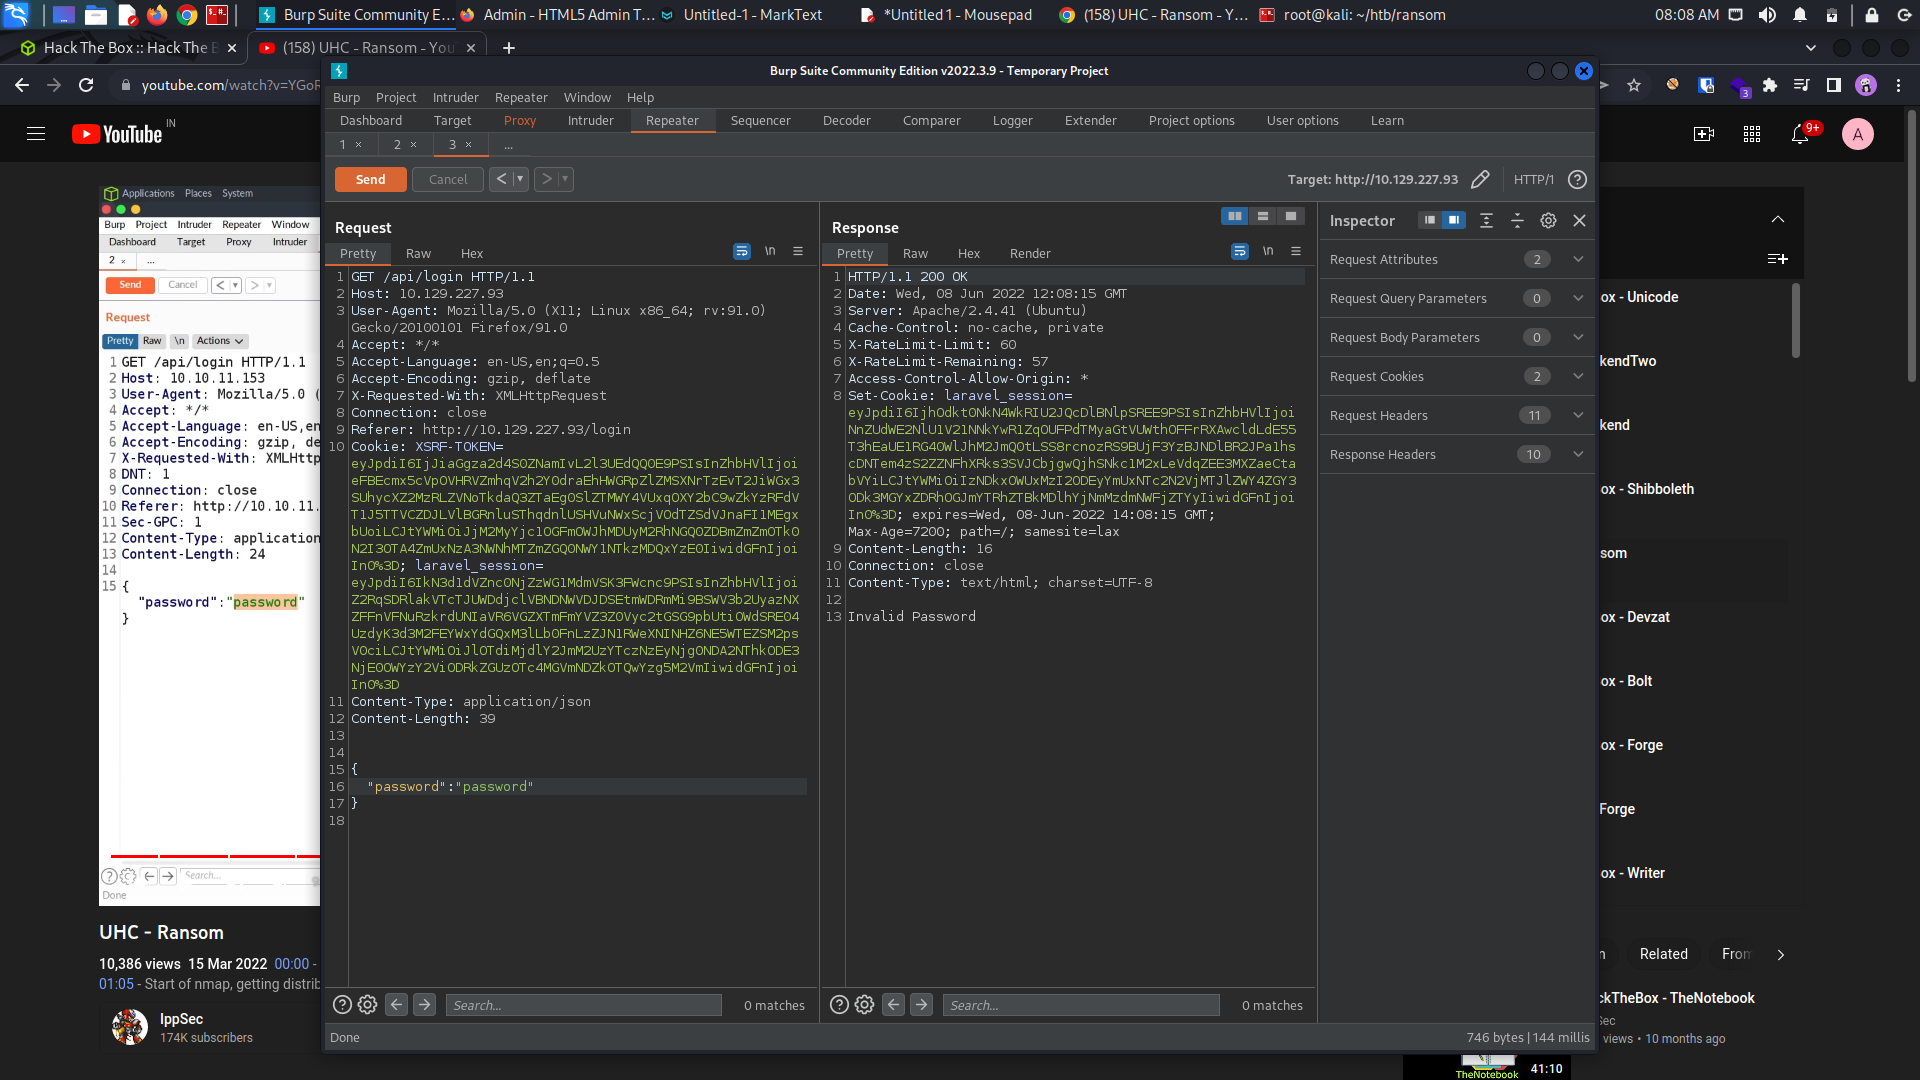 Burp Suite Community E...
Admin - HTML5 Admin T...
Untitled-1 - MarkText
*Untitled 1 - Mousepad
(158) UHC - Ransom - Y...
root@kali: ~/htb/ransom
08:08 AM
Hack The Box :: Hack The B
(158) UHC - Ransom - You
youtube.com/watch?v=YGoR
3
YouTube IN
9+
A
Applications Places System
Burp Project Intruder Repeater Window
Dashboard Target Proxy Intruder
2 × ...
Send Cancel < >
Request
Pretty Raw \n Actions
1 GET /api/login HTTP/1.1
2 Host: 10.10.11.153
3 User-Agent: Mozilla/5.0 (
4 Accept: */*
5 Accept-Language: en-US,en
6 Accept-Encoding: gzip, de
7 X-Requested-With: XMLHttp
8 DNT: 1
9 Connection: close
10 Referer: http://10.10.11.
11 Sec-GPC: 1
12 Content-Type: application
13 Content-Length: 24
14
15 {
"password":"password"
}
Search...
Done
UHC - Ransom
10,386 views 15 Mar 2022 00:00 -
01:05 - Start of nmap, getting distrib
IppSec
174K subscribers
Burp Suite Community Edition v2022.3.9 - Temporary Project
Burp Project Intruder Repeater Window Help
Dashboard Target Proxy Intruder Repeater Sequencer Decoder Comparer Logger Extender Project options User options Learn
1 × 2 × 3 × ...
Send Cancel < >
Target: http://10.129.227.93 HTTP/1
Request
Pretty Raw Hex \n
1 GET /api/login HTTP/1.1
2 Host: 10.129.227.93
3 User-Agent: Mozilla/5.0 (X11; Linux x86_64; rv:91.0)
Gecko/20100101 Firefox/91.0
4 Accept: */*
5 Accept-Language: en-US,en;q=0.5
6 Accept-Encoding: gzip, deflate
7 X-Requested-With: XMLHttpRequest
8 Connection: close
9 Referer: http://10.129.227.93/login
10 Cookie: XSRF-TOKEN=
In0%3D; laravel_session=
In0%3D
11 Content-Type: application/json
12 Content-Length: 39
13
14
15 {
16 "password":"password"
17 }
18
Search... 0 matches
Done
Response
Pretty Raw Hex Render \n
1 HTTP/1.1 200 OK
2 Date: Wed, 08 Jun 2022 12:08:15 GMT
3 Server: Apache/2.4.41 (Ubuntu)
4 Cache-Control: no-cache, private
5 X-RateLimit-Limit: 60
6 X-RateLimit-Remaining: 57
7 Access-Control-Allow-Origin: *
8 Set-Cookie: laravel_session=
In0%3D; expires=Wed, 08-Jun-2022 14:08:15 GMT;
Max-Age=7200; path=/; samesite=lax
9 Content-Length: 16
10 Connection: close
11 Content-Type: text/html; charset=UTF-8
12
13 Invalid Password
Search... 0 matches
746 bytes | 144 millis
Inspector
Request Attributes 2
Request Query Parameters 0
Request Body Parameters 0
Request Cookies 2
Request Headers 11
Response Headers 10
ox - Unicode
kendTwo
kend
ox - Shibboleth
som
ox - Devzat
ox - Bolt
ox - Forge
Forge
ox - Writer
n Related From
ckTheBox - TheNotebook
Sec
views • 10 months ago
TheNotebook
41:10